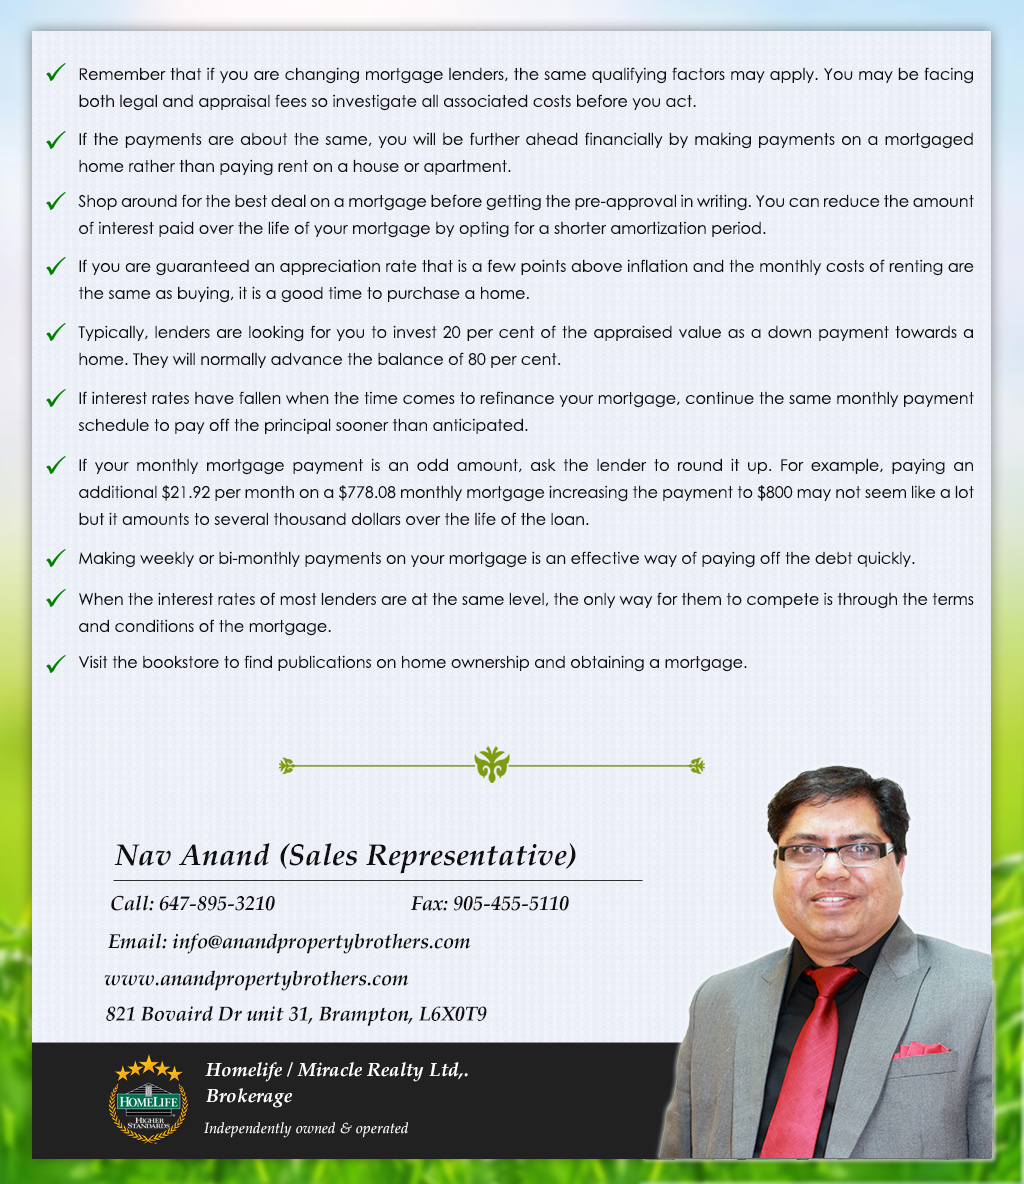 Remember that if you are changing mortgage lenders, the same qualifying factors may apply. You may be facing
both legal and appraisal fees so investigate all associated costs before you act.
If the payments are about the same, you will be further ahead financially by making payments on a mortgaged
home rather than paying rent on a house or apartment.
Shop around for the best deal on a mortgage before getting the pre-approval in writing. You can reduce the amount
of interest paid over the life of your mortgage by opting for a shorter amortization period.
If you are guaranteed an appreciation rate that is a few points above inflation and the monthly costs of renting are
the same as buying, it is a good time to purchase a home.
Typically, lenders are looking for you to invest 20 per cent of the appraised value as a down payment towards a
home. They will normally advance the balance of 80 per cent.
If interest rates have fallen when the time comes to refinance your mortgage, continue the same monthly payment
schedule to pay off the principal sooner than anticipated.
If your monthly mortgage payment is an odd amount, ask the lender to round it up. For example, paying an
additional $21.92 per month on a $778.08 monthly mortgage increasing the payment to $800 may not seem like a lot
but it amounts to several thousand dollars over the life of the loan.
Making weekly or bi-monthly payments on your mortgage is an effective way of paying off the debt quickly.
When the interest rates of most lenders are at the same level, the only way for them to compete is through the terms
and conditions of the mortgage.
Visit the bookstore to find publications on home ownership and obtaining a mortgage.
Nav Anand (Sales Representative)
Call: 647-895-3210 Fax: 905-455-5110
Email: info@anandpropertybrothers.com
www.anandpropertybrothers.com
821 Bovaird Dr unit 31, Brampton, L6X0T9
Homelife / Miracle Realty Ltd,.
Brokerage
Independently owned & operated
HOMELIFE
HIGHER
STANDARDS